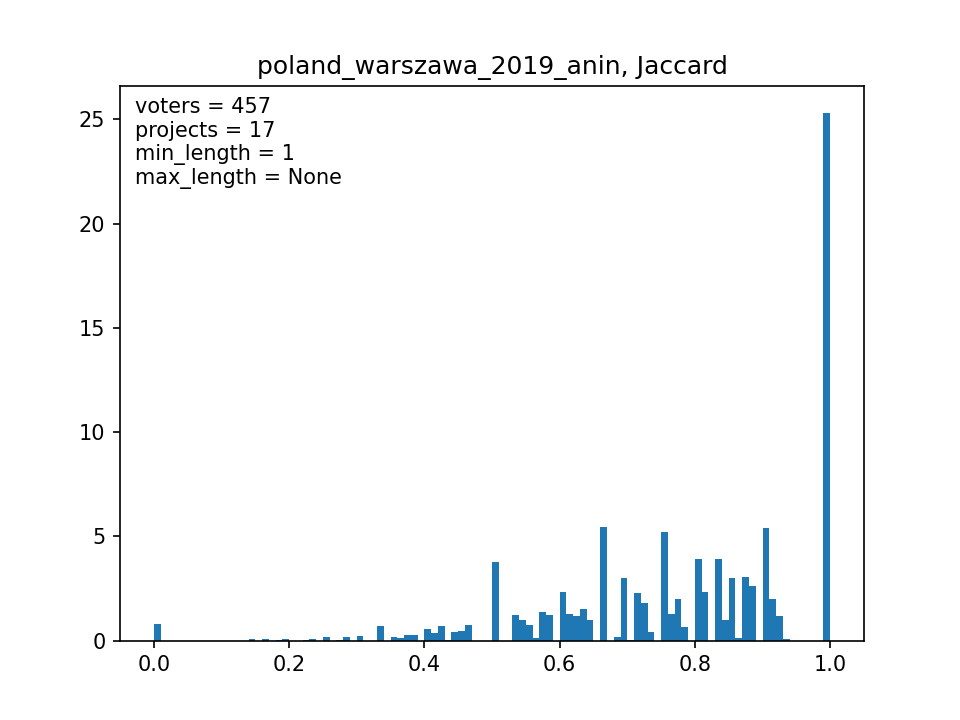 poland_warszawa_2019_anin, Jaccard
voters = 457
projects = 17
min_length = 1
max_length = None
25
20
15
10
5
0
0.0 0.2 0.4 0.6 0.8 1.0